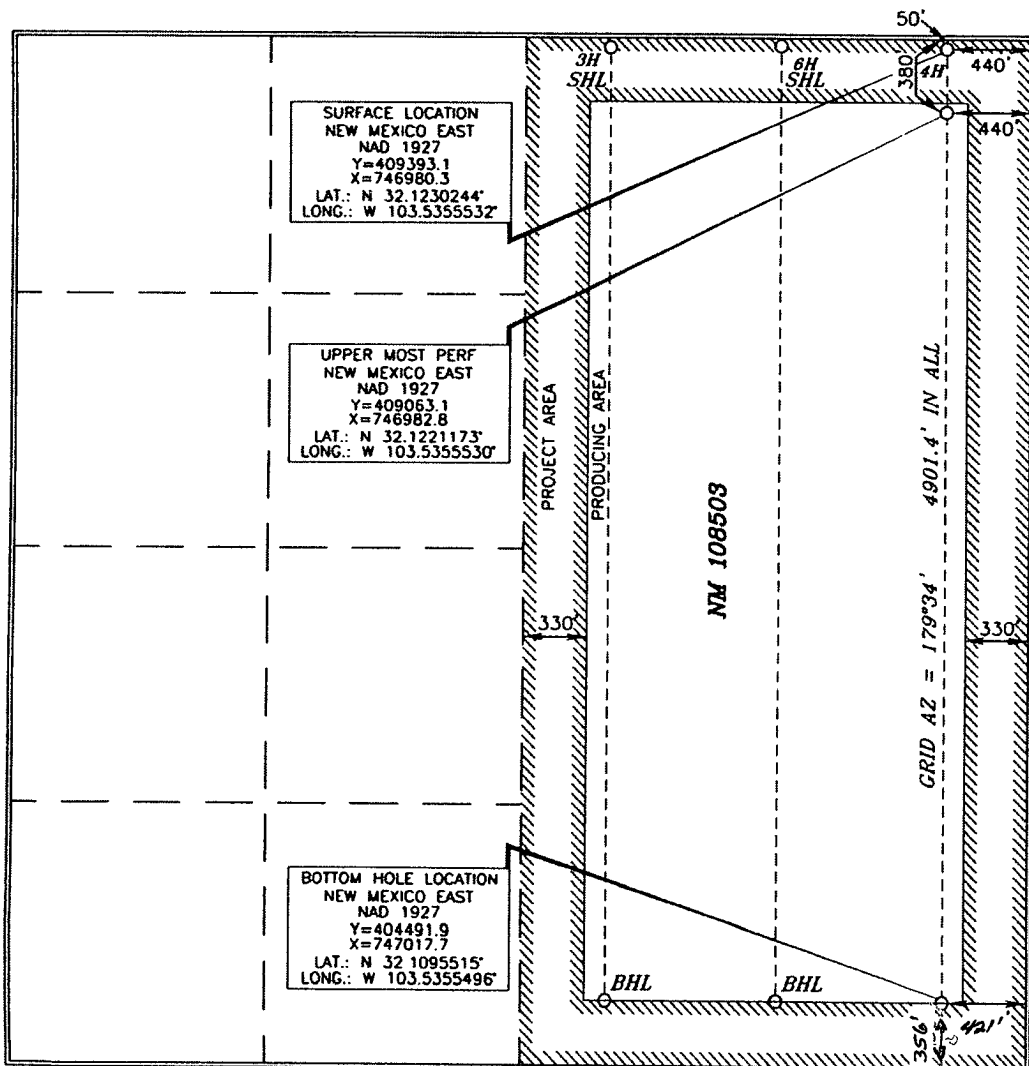 50'
3H
SHL
6H
SHL
380'
4H
440'
440'
SURFACE LOCATION
NEW MEXICO EAST
NAD 1927
Y=409393.1
X=746980.3
LAT.: N 32.1230244°
LONG.: W 103.5355532°
UPPER MOST PERF
NEW MEXICO EAST
NAD 1927
Y=409063.1
X=746982.8
LAT.: N 32.1221173°
LONG.: W 103.5355530°
PROJECT AREA
PRODUCING AREA
NM 108503
4901.4' IN ALL
GRID AZ = 179°34'
330'
330'
BOTTOM HOLE LOCATION
NEW MEXICO EAST
NAD 1927
Y=404491.9
X=747017.7
LAT.: N 32.1095515°
LONG.: W 103.5355496°
BHL
BHL
356'
421'